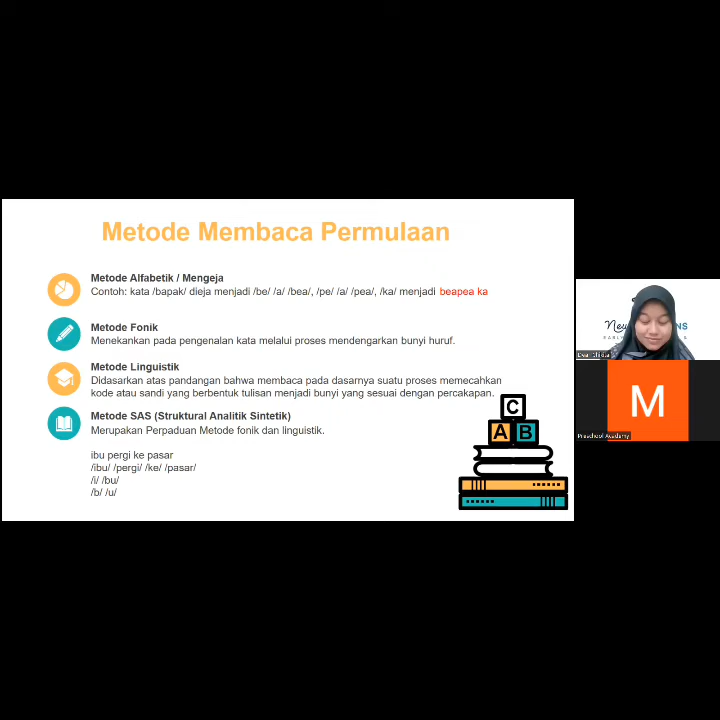 Metode Membaca Permulaan
Metode Alfabetik / Mengeja
Contoh: kata /bapak/ dieja menjadi /be/ /a/ /bea/, /pe/ /a/ /pea/, /ka/ menjadi beapea ka
Metode Fonik
Menekankan pada pengenalan kata melalui proses mendengarkan bunyi huruf.
Metode Linguistik
Didasarkan atas pandangan bahwa membaca pada dasarnya suatu proses memecahkan
kode atau sandi yang berbentuk tulisan menjadi bunyi yang sesuai dengan percakapan.
Metode SAS (Struktural Analitik Sintetik)
Merupakan Perpaduan Metode fonik dan linguistik.
ibu pergi ke pasar
/ibu/ /pergi/ /ke/ /pasar/
/i/ /bu/
/b/ /u/
C
A B
M
Preschool Academy